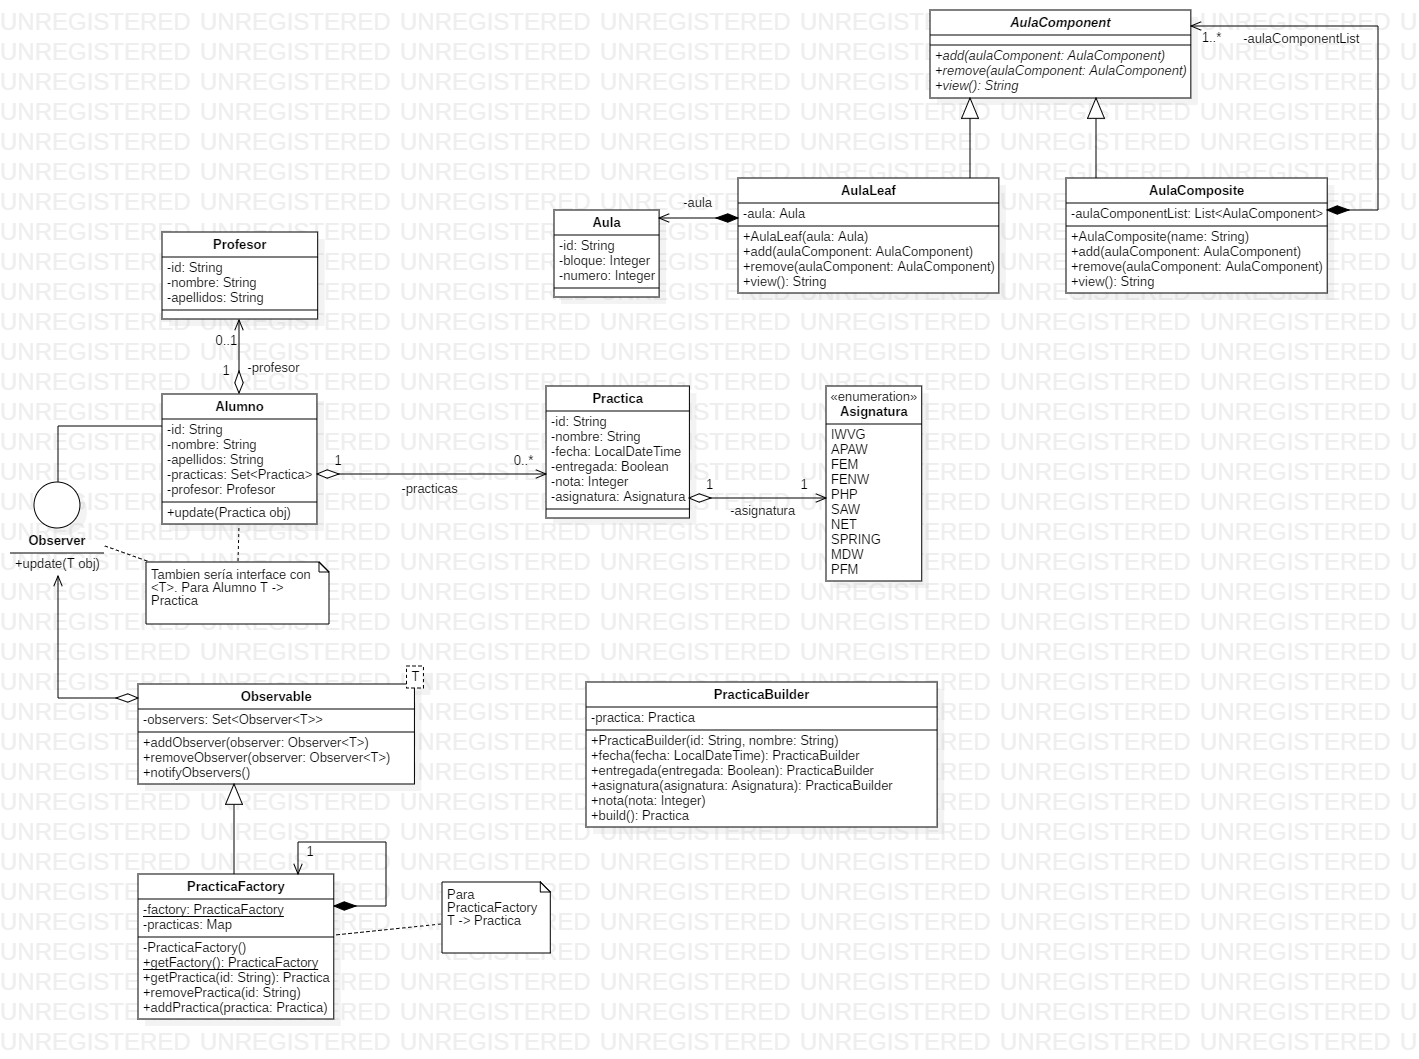 AulaComponent
+add(aulaComponent: AulaComponent)
+remove(aulaComponent: AulaComponent)
+view(): String
1..*
-aulaComponentList
AulaLeaf
-aula: Aula
+AulaLeaf(aula: Aula)
+add(aulaComponent: AulaComponent)
+remove(aulaComponent: AulaComponent)
+view(): String
AulaComposite
-aulaComponentList: List<AulaComponent>
+AulaComposite(name: String)
+add(aulaComponent: AulaComponent)
+remove(aulaComponent: AulaComponent)
+view(): String
-aula
Aula
-id: String
-bloque: Integer
-numero: Integer
Profesor
-id: String
-nombre: String
-apellidos: String
0..1
1
-profesor
Alumno
-id: String
-nombre: String
-apellidos: String
-practicas: Set<Practica>
-profesor: Profesor
+update(Practica obj)
1
0..*
-practicas
Practica
-id: String
-nombre: String
-fecha: LocalDateTime
-entregada: Boolean
-nota: Integer
-asignatura: Asignatura
1
1
-asignatura
«enumeration»
Asignatura
IWVG
APAW
FEM
FENW
PHP
SAW
NET
SPRING
MDW
PFM
Observer
+update(T obj)
Tambien sería interface con
<T>. Para Alumno T ->
Practica
T
Observable
-observers: Set<Observer<T>>
+addObserver(observer: Observer<T>)
+removeObserver(observer: Observer<T>)
+notifyObservers()
PracticaBuilder
-practica: Practica
+PracticaBuilder(id: String, nombre: String)
+fecha(fecha: LocalDateTime): PracticaBuilder
+entregada(entregada: Boolean): PracticaBuilder
+asignatura(asignatura: Asignatura): PracticaBuilder
+nota(nota: Integer)
+build(): Practica
1
PracticaFactory
-factory: PracticaFactory
-practicas: Map
-PracticaFactory()
+getFactory(): PracticaFactory
+getPractica(id: String): Practica
+removePractica(id: String)
+addPractica(practica: Practica)
Para
PracticaFactory
T -> Practica
UNREGISTERED